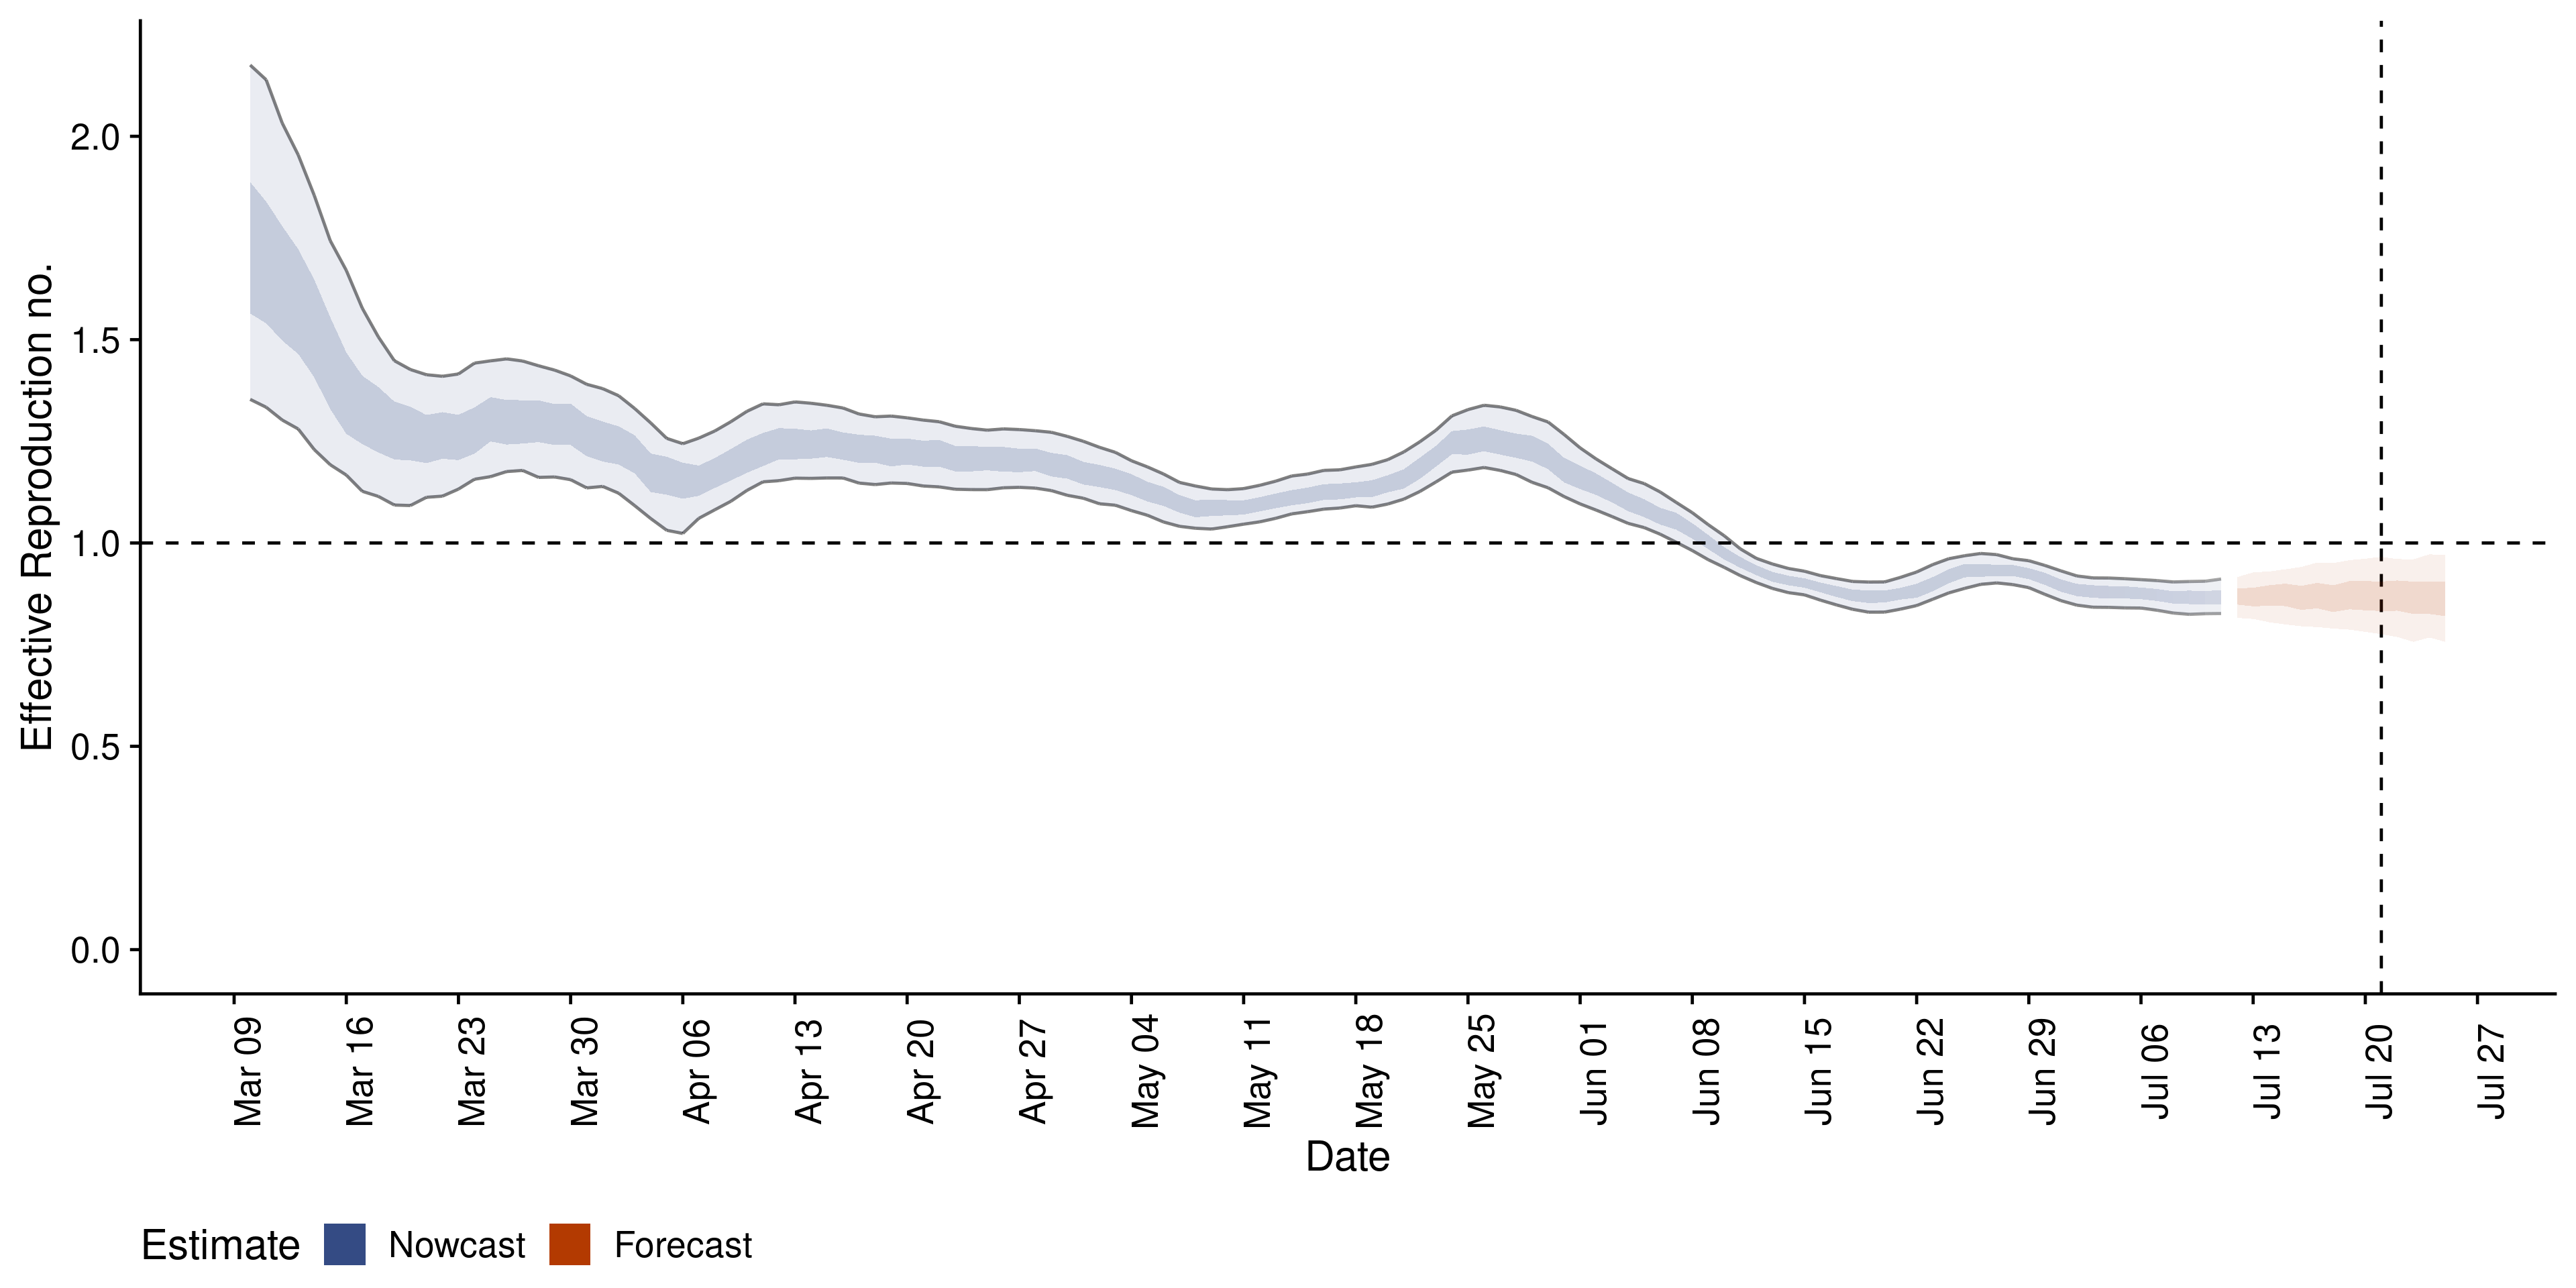 Effective Reproduction no.
2.0
1.5
1.0
0.5
0.0
Mar 09
Mar 16
Mar 23
Mar 30
Apr 06
Apr 13
Apr 20
Apr 27
May 04
May 11
May 18
May 25
Jun 01
Jun 08
Jun 15
Jun 22
Jun 29
Jul 06
Jul 13
Jul 20
Jul 27
Date
Estimate Nowcast Forecast